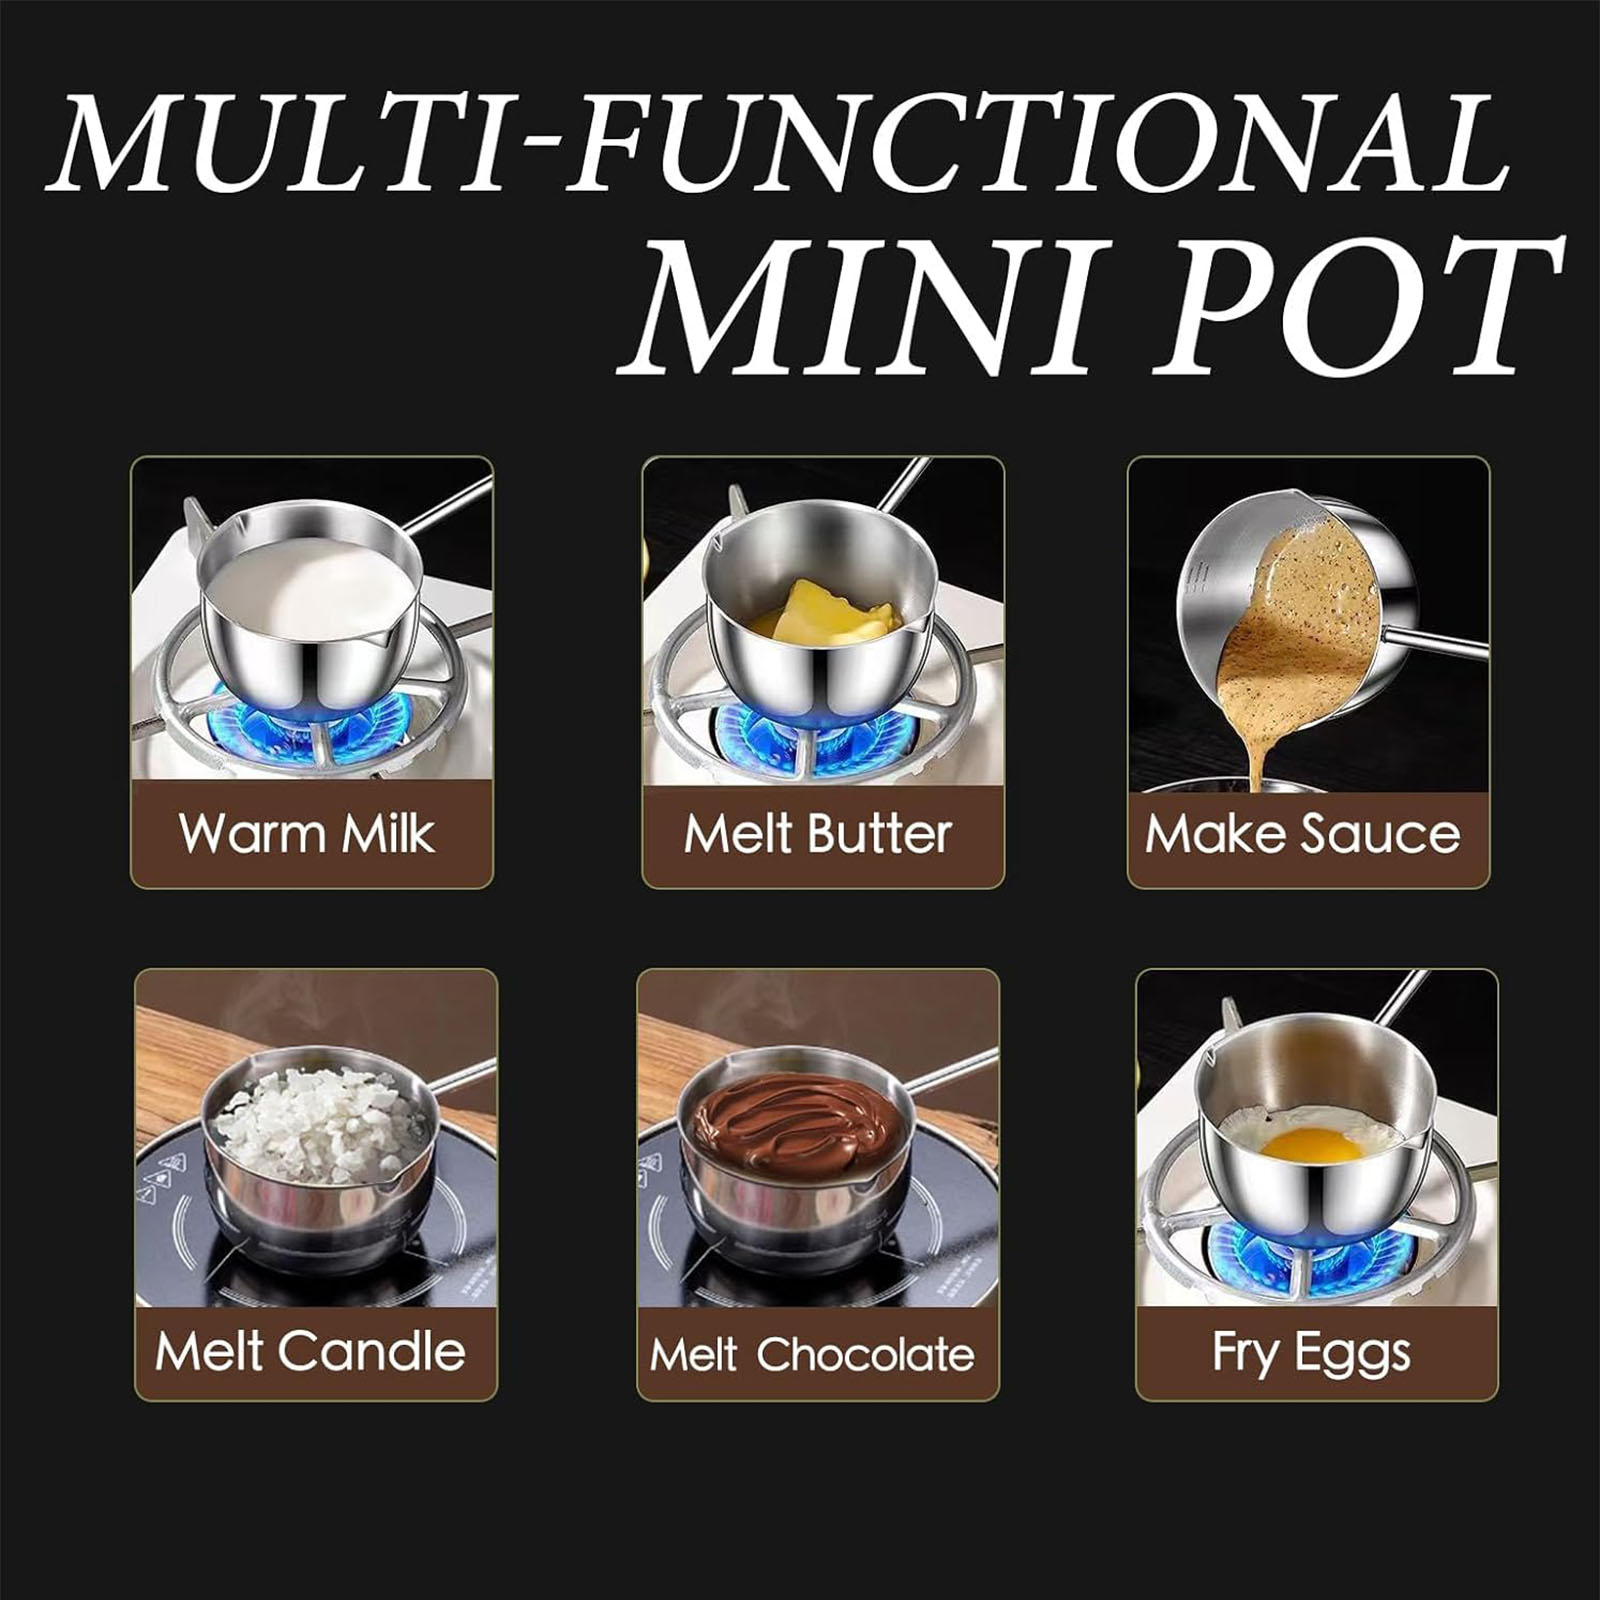 MULTI-FUNCTIONAL
MINI POT
Warm Milk
Melt Butter
Make Sauce
Melt Candle
Melt Chocolate
Fry Eggs